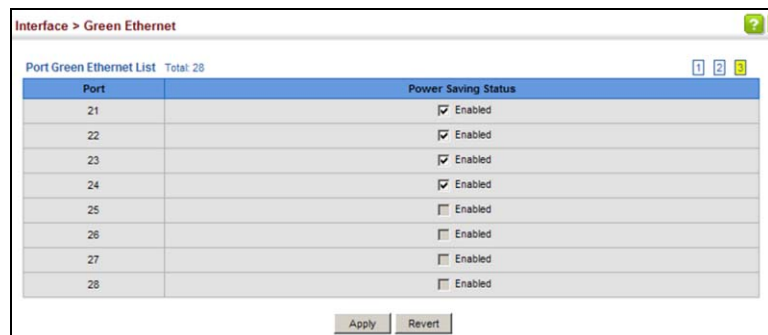 Interface > Green Ethernet ?
Port Green Ethernet List Total: 28 1 2 3
Port Power Saving Status
21 Enabled
22 Enabled
23 Enabled
24 Enabled
25 Enabled
26 Enabled
27 Enabled
28 Enabled
Apply Revert